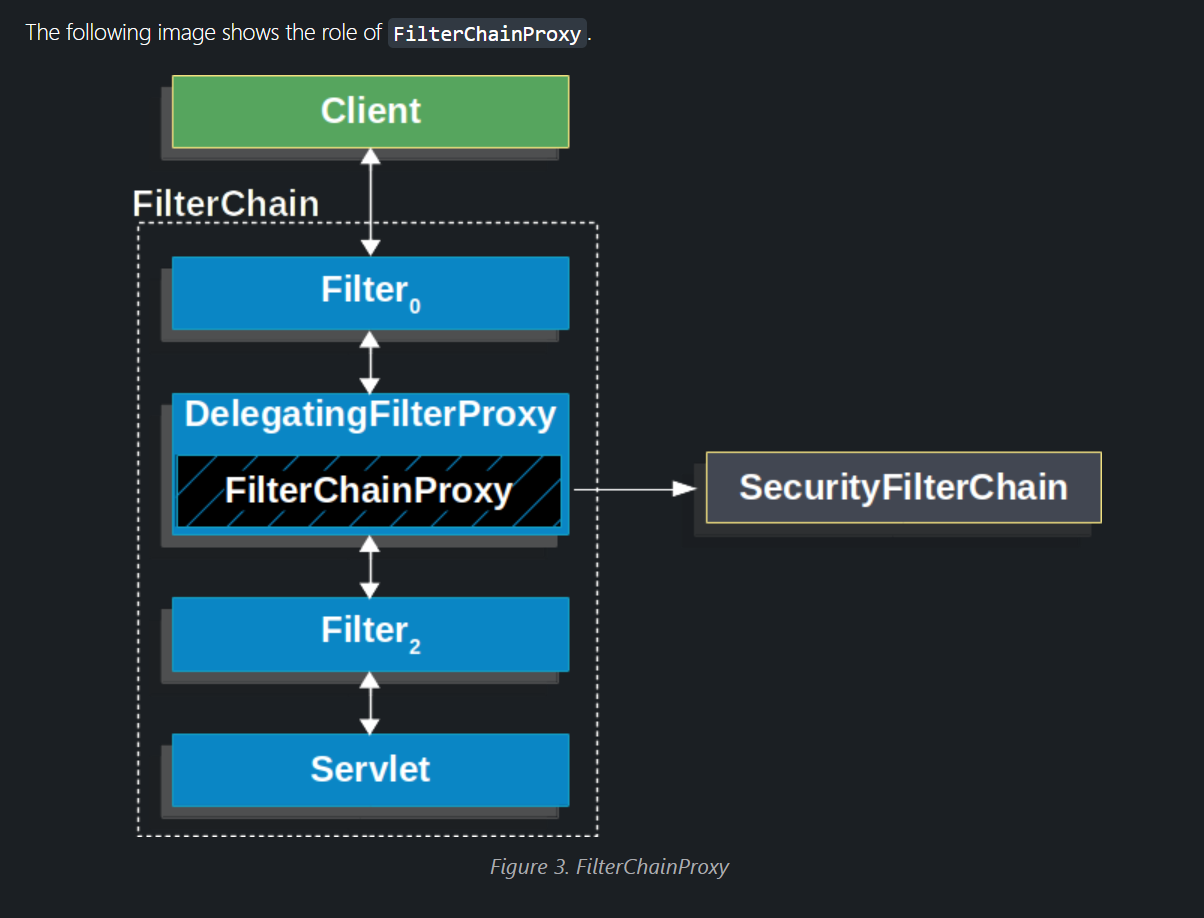 The following image shows the role of FilterChainProxy.
Client
FilterChain
Filter0
DelegatingFilterProxy
FilterChainProxy
SecurityFilterChain
Filter2
Servlet
Figure 3. FilterChainProxy